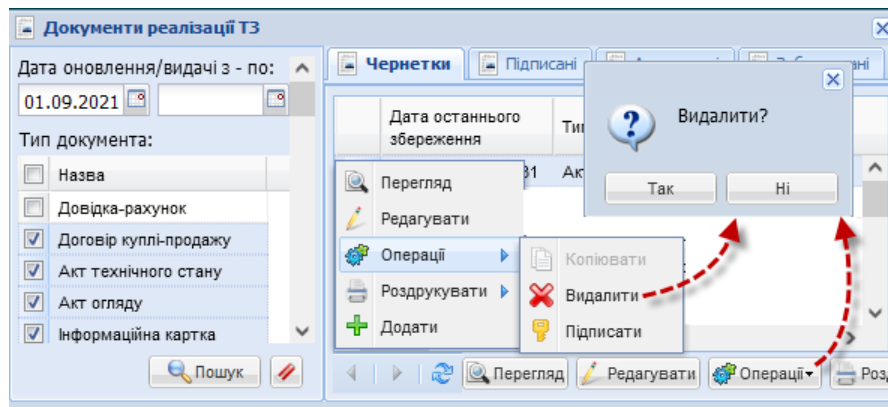 Документи реалізації ТЗ
Дата оновлення/видачі з - по:
01.09.2021
Тип документа:
Назва
Довідка-рахунок
Договір куплі-продажу
Акт технічного стану
Акт огляду
Інформаційна картка
Пошук
Чернетки
Підписані
Дата останнього
збереження
Перегляд
Редагувати
Операції
Роздрукувати
Додати
Копіювати
Видалити
Підписати
Видалити?
Так
Ні
Перегляд
Редагувати
Операції